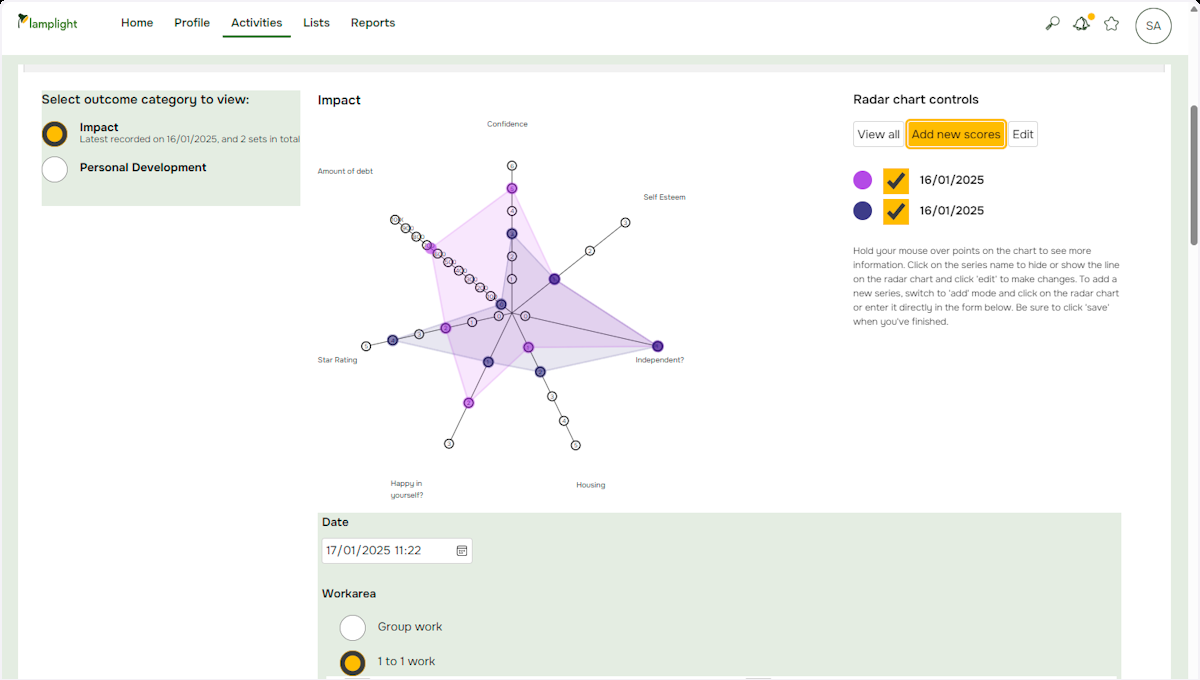 lamplight
Home
Profile
Activities
Lists
Reports
SA
Select outcome category to view:
Impact
Latest recorded on 16/01/2025, and 2 sets in total
Personal Development
Impact
Confidence
Amount of debt
Self Esteem
Star Rating
Independent?
Happy in
yourself?
Housing
Radar chart controls
View all
Add new scores
Edit
16/01/2025
16/01/2025
Hold your mouse over points on the chart to see more
information. Click on the series name to hide or show the line
on the radar chart and click 'edit' to make changes. To add a
new series, switch to 'add' mode and click on the radar chart
or enter it directly in the form below. Be sure to click 'save'
when you've finished.
Date
17/01/2025 11:22
Workarea
Group work
1 to 1 work